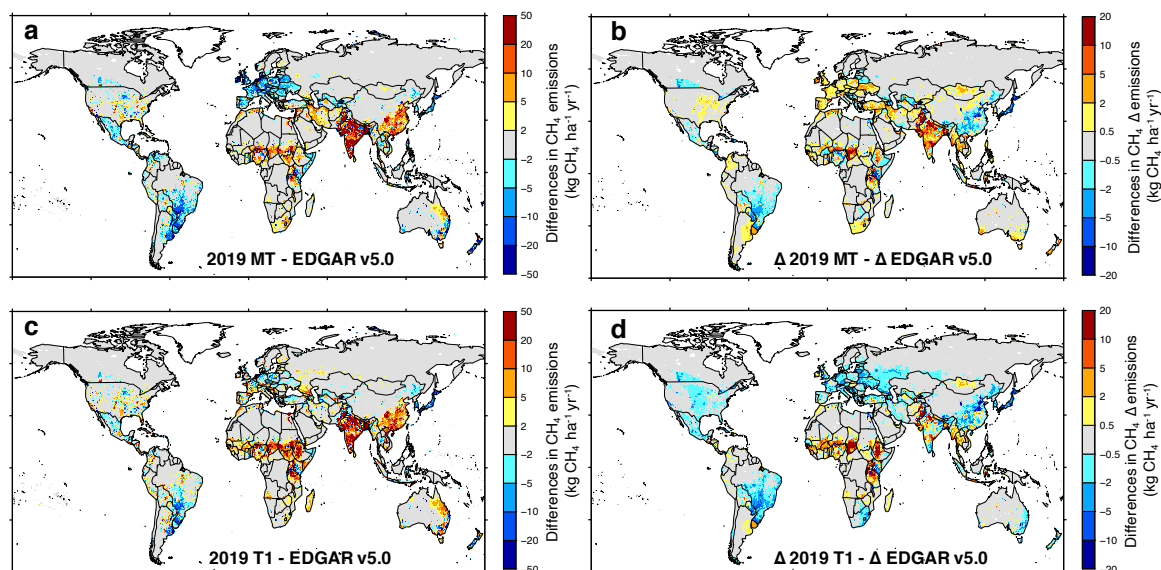 a
50
20
10
5
2
−2
−5
−10
−20
−50
Differences in CH₄ emissions
(kg CH₄ ha⁻¹ yr⁻¹)
2019 MT - EDGAR v5.0
b
20
10
5
2
0.5
−0.5
−2
−5
−10
−20
Differences in CH₄ Δ emissions
(kg CH₄ ha⁻¹ yr⁻¹)
Δ 2019 MT - Δ EDGAR v5.0
c
50
20
10
5
2
−2
−5
−10
−20
50
Differences in CH₄ emissions
(kg CH₄ ha⁻¹ yr⁻¹)
2019 T1 - EDGAR v5.0
d
20
10
5
2
0.5
−0.5
−2
−5
−10
20
Differences in CH₄ Δ emissions
(kg CH₄ ha⁻¹ yr⁻¹)
Δ 2019 T1 - Δ EDGAR v5.0